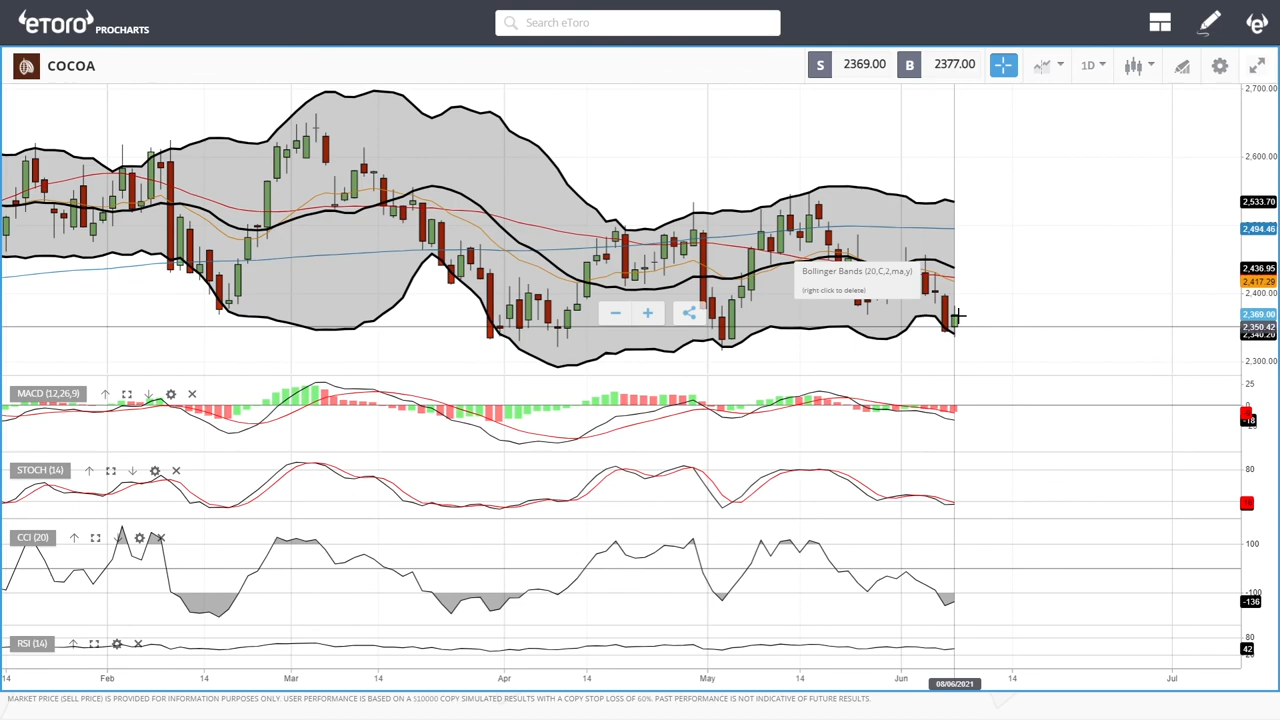 eToro PROCHARTS
Search eToro
COCOA
S 2369.00 B 2377.00
1D
2,700.00
2,600.00
2,533.70
2,494.46
Bollinger Bands (20,C,2,ma,y)
(right-click to delete)
2,436.95
2,417.29
2,400.00
2,369.00
2,350.42
2,340.20
2,300.00
MACD (12,26,9)
25
0
-18
STOCH (14)
80
CCI (20)
100
-100
-136
RSI (14)
80
42
14 Feb 14 Mar 14 Apr 14 May 14 Jun 14 Jul
08/06/2021
MARKET PRICE (SELL PRICE) IS PROVIDED FOR INFORMATION PURPOSES ONLY. USER PERFORMANCE IS BASED ON A $10000 COPY SIMULATED RESULTS WITH A COPY STOP LOSS OF 60%. PAST PERFORMANCE IS NOT INDICATIVE OF FUTURE RESULTS.